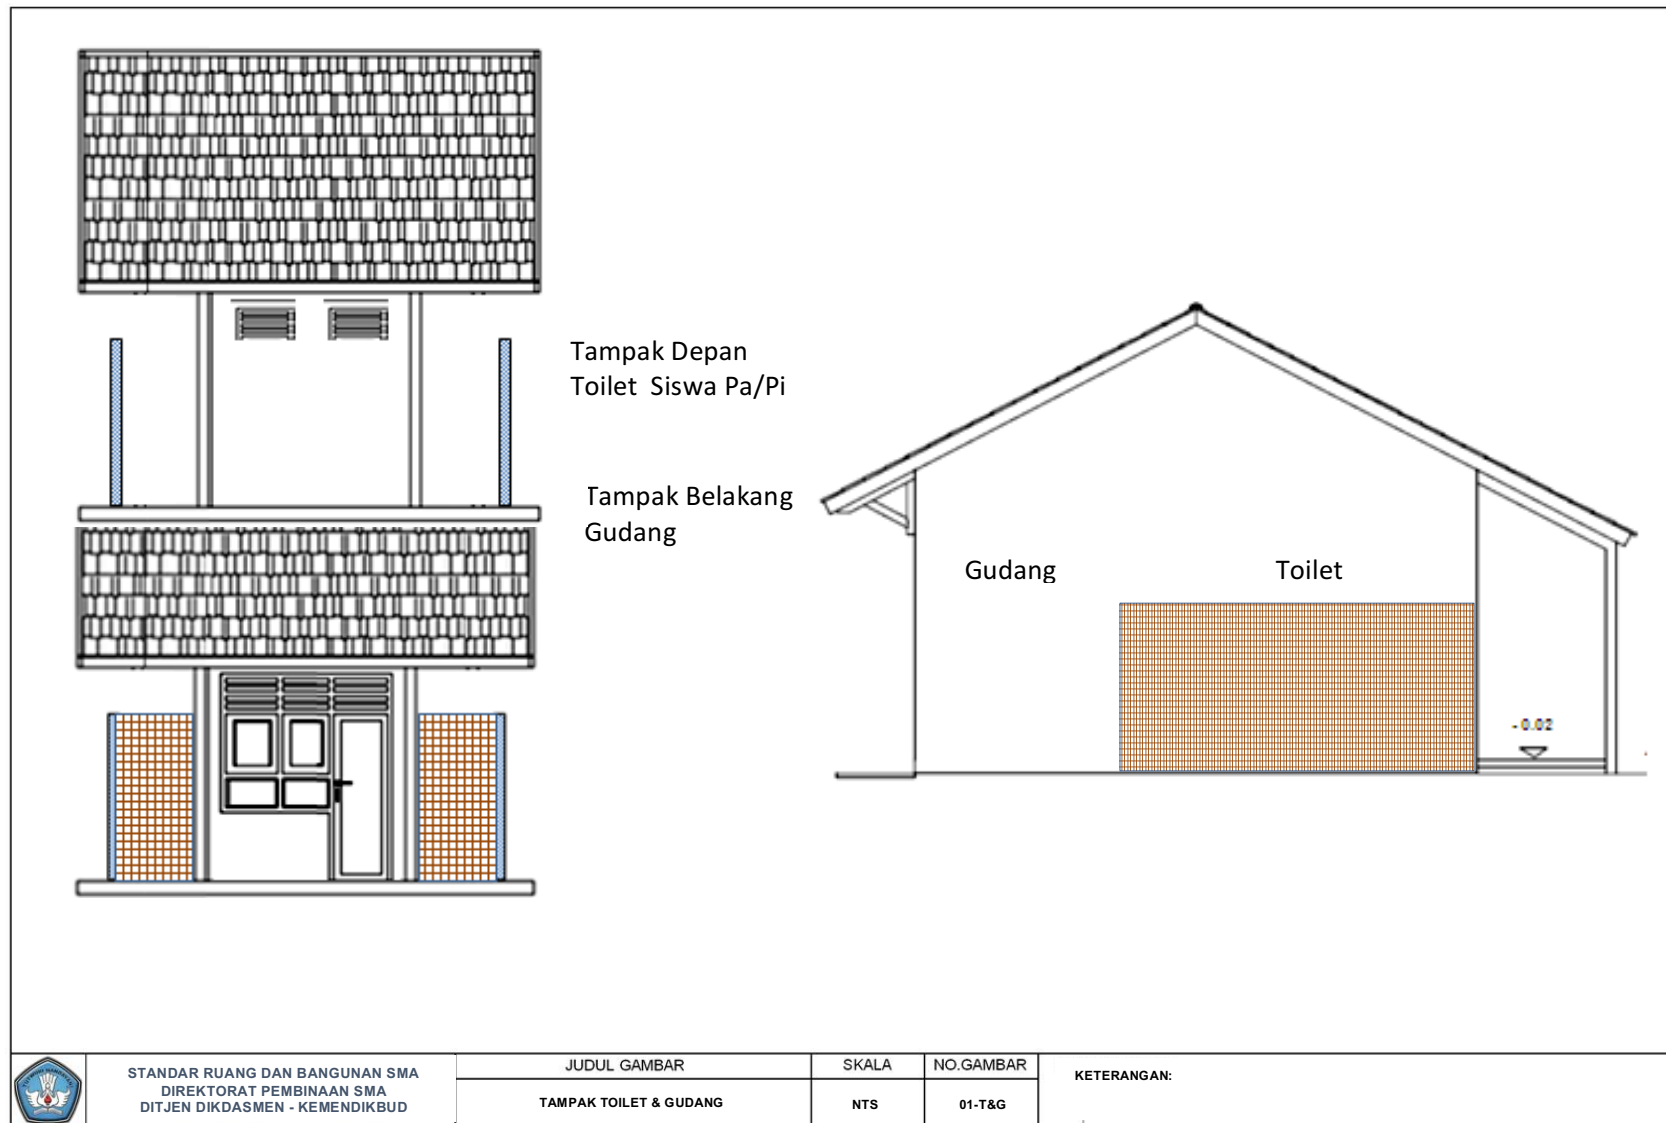 Tampak Depan
Toilet Siswa Pa/Pi
Tampak Belakang
Gudang
Gudang
Toilet
- 0.02
STANDAR RUANG DAN BANGUNAN SMA
DIREKTORAT PEMBINAAN SMA
DITJEN DIKDASMEN - KEMENDIKBUD
JUDUL GAMBAR
TAMPAK TOILET & GUDANG
SKALA
NTS
NO.GAMBAR
01-T&G
KETERANGAN: